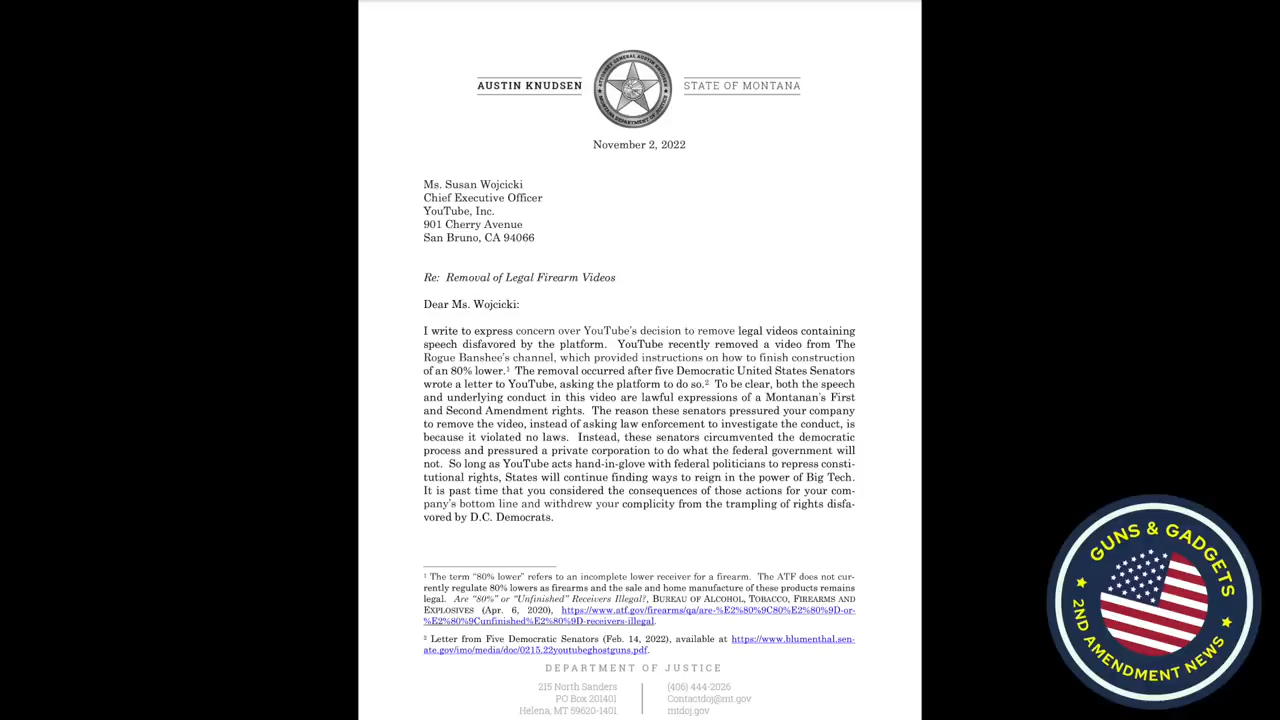 AUSTIN KNUDSEN
ATTORNEY GENERAL AUSTIN KNUDSEN
MONTANA DEPARTMENT OF JUSTICE
STATE OF MONTANA
November 2, 2022
Ms. Susan Wojcicki
Chief Executive Officer
YouTube, Inc.
901 Cherry Avenue
San Bruno, CA 94066
Re: Removal of Legal Firearm Videos
Dear Ms. Wojcicki:
I write to express concern over YouTube's decision to remove legal videos containing
speech disfavored by the platform. YouTube recently removed a video from The
Rogue Banshee's channel, which provided instructions on how to finish construction
of an 80% lower.¹ The removal occurred after five Democratic United States Senators
wrote a letter to YouTube, asking the platform to do so.² To be clear, both the speech
and underlying conduct in this video are lawful expressions of a Montanan's First
and Second Amendment rights. The reason these senators pressured your company
to remove the video, instead of asking law enforcement to investigate the conduct, is
because it violated no laws. Instead, these senators circumvented the democratic
process and pressured a private corporation to do what the federal government will
not. So long as YouTube acts hand-in-glove with federal politicians to repress consti-
tutional rights, States will continue finding ways to reign in the power of Big Tech.
It is past time that you considered the consequences of those actions for your com-
pany's bottom line and withdrew your complicity from the trampling of rights disfa-
vored by D.C. Democrats.
¹ The term "80% lower" refers to an incomplete lower receiver for a firearm. The ATF does not cur-
rently regulate 80% lowers as firearms and the sale and home manufacture of these products remains
legal. Are "80%" or "Unfinished" Receivers Illegal?, BUREAU OF ALCOHOL, TOBACCO, FIREARMS AND
EXPLOSIVES (Apr. 6, 2020), https://www.atf.gov/firearms/qa/are-%E2%80%9C80%E2%80%9D-or-
%E2%80%9Cunfinished%E2%80%9D-receivers-illegal.
² Letter from Five Democratic Senators (Feb. 14, 2022), available at https://www.blumenthal.sen-
ate.gov/imo/media/doc/0215.22youtubeghostguns.pdf.
DEPARTMENT OF JUSTICE
215 North Sanders
PO Box 201401
Helena, MT 59620-1401
(406) 444-2026
Contactdoj@mt.gov
mtdoj.gov
GUNS & GADGETS
2ND AMENDMENT NEWS